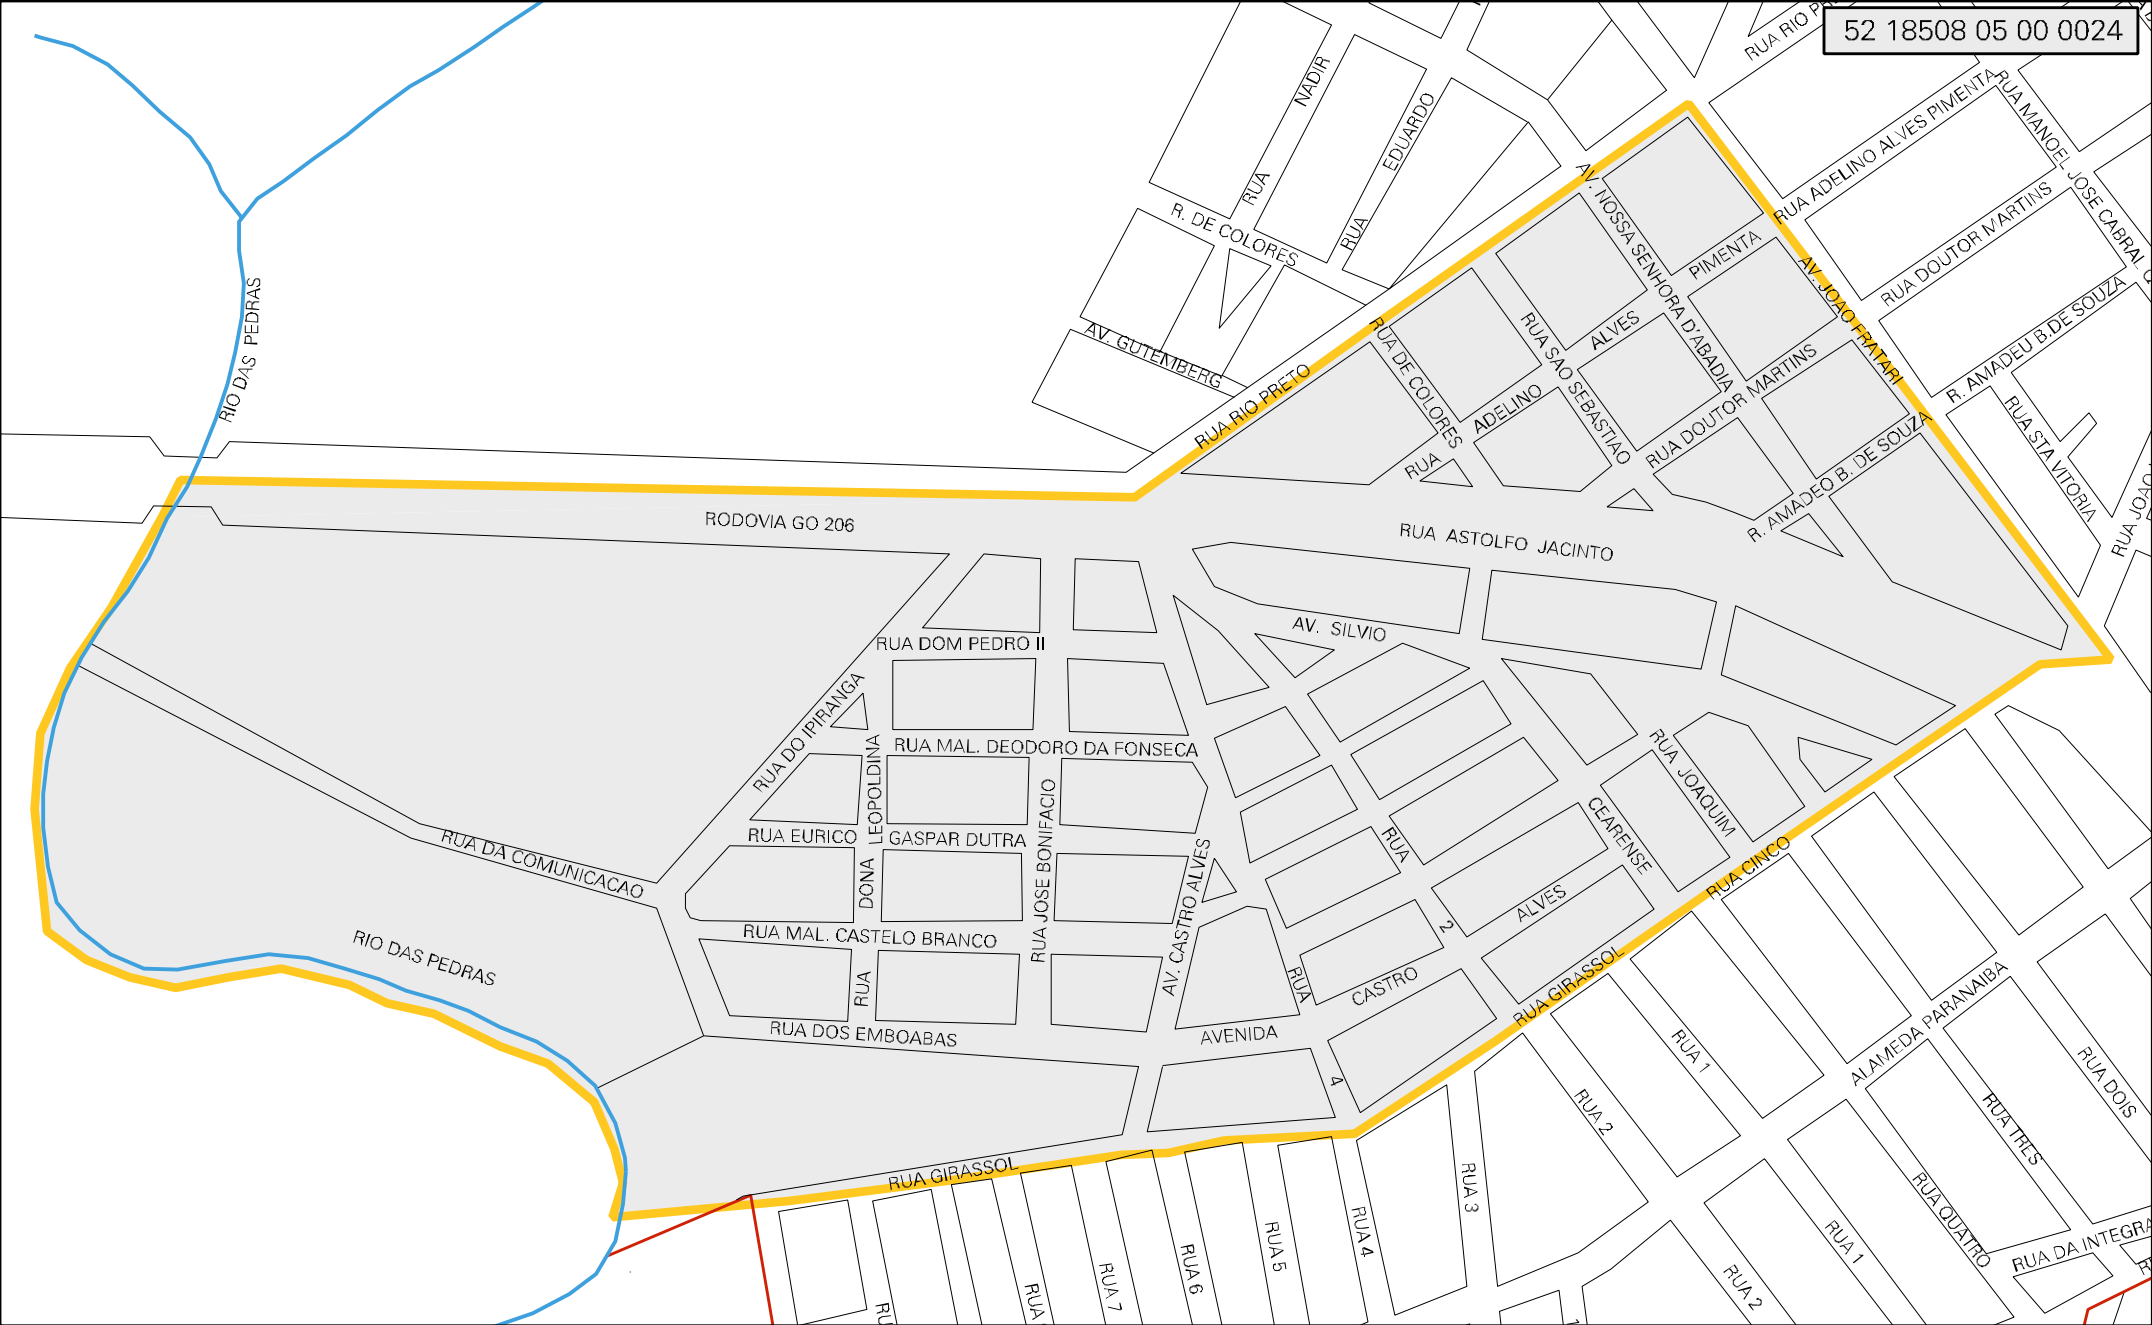 52 18508 05 00 0024
NADIR
RUA
EDUARDO
RUA
R. DE COLORES
AV. GUTEMBERG
RUA RIO PRETO
RUA ADELINO ALVES PIMENTA
RUA MANOEL JOSE CABRAL
RUA DOUTOR MARTINS
R. AMADEU B.DE SOUZA
RUA STA VITORIA
RUA JOAO
AV. NOSSA SENHORA D'ABADIA
AV. JOAO FRATARI
PIMENTA
ALVES
ADELINO
RUA
RUA SAO SEBASTIAO
RUA DE COLORES
RUA DOUTOR MARTINS
R. AMADEO B. DE SOUZA
RIO DAS PEDRAS
RODOVIA GO 206
RUA ASTOLFO JACINTO
AV. SILVIO
RUA DOM PEDRO II
RUA DO IPIRANGA
RUA MAL. DEODORO DA FONSECA
LEOPOLDINA
DONA
RUA
RUA EURICO GASPAR DUTRA
RUA JOSE BONIFACIO
AV. CASTRO ALVES
RUA DA COMUNICACAO
RUA MAL. CASTELO BRANCO
RIO DAS PEDRAS
RUA DOS EMBOABAS
AVENIDA
CASTRO
ALVES
RUA
2
RUA
4
CEARENSE
RUA JOAQUIM
RUA CINCO
RUA GIRASSOL
RUA GIRASSOL
ALAMEDA PARANAIBA
RUA 1
RUA 2
RUA DOIS
RUA TRES
RUA QUATRO
RUA DA INTEGRA
RUA 1
RUA 2
RUA 3
RUA 4
RUA 5
RUA 6
RUA 7
RUA
RU